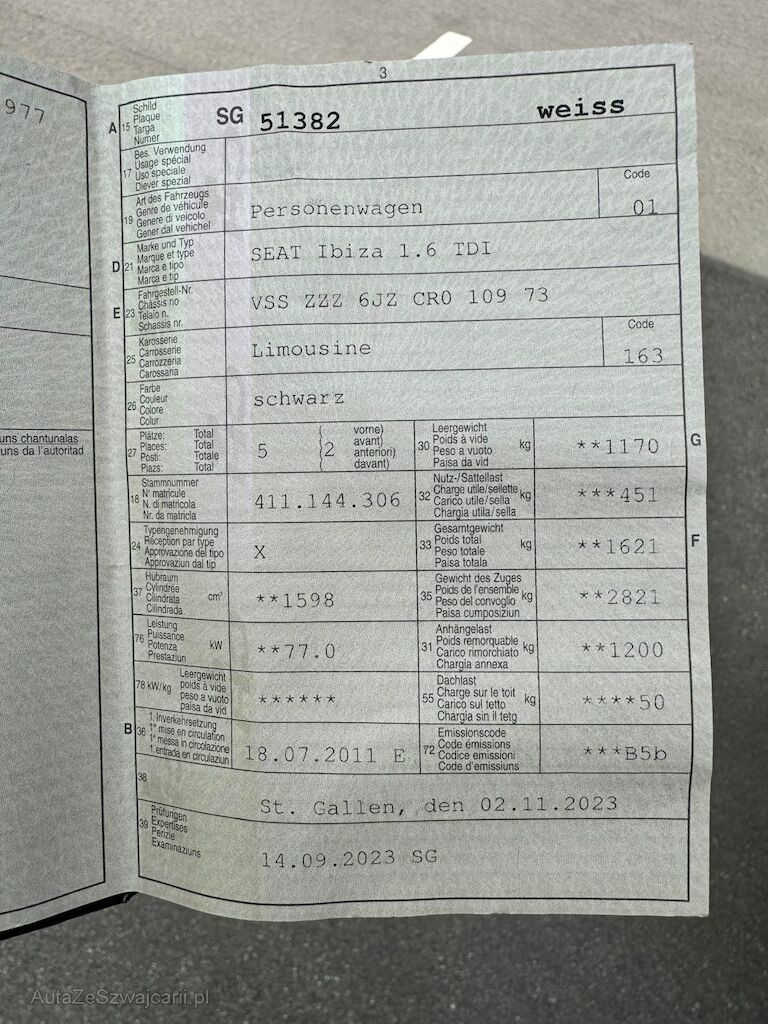 3
977
A 15 Schild
Plaque
Targa
Numer
SG 51382 weiss
17 Bes. Verwendung
Usage spécial
Uso speciale
Diever spezial
19 Art des Fahrzeugs
Genre de véhicule
Genere di veicolo
Gener dal vehichel
Personenwagen
Code
01
D 21 Marke und Typ
Marque et type
Marca e tipo
Marca e tip
SEAT Ibiza 1.6 TDI
E 23 Fahrgestell-Nr.
Châssis no
Telaio n.
Schassis nr.
VSS ZZZ 6JZ CR0 109 73
25 Karosserie
Carrosserie
Carrozzeria
Carossaria
Limousine
Code
163
26 Farbe
Couleur
Colore
Colur
schwarz
27 Plätze: Total
Places: Total
Posti: Totale
Plazs: Total
5 (2 vorne)
avant)
anteriori)
davant)
30 Leergewicht
Poids à vide
Peso a vuoto
Paisa da vid
kg
**1170
G
18 Stammnummer
N° matricule
N. di matricola
Nr. da matricla
411.144.306
32 Nutz-/Sattellast
Charge utile/sellette
Carico utile/sella
Chargia utila/sella
kg
***451
24 Typengenehmigung
Réception par type
Approvazione del tipo
Approvaziun dal tip
X
33 Gesamtgewicht
Poids total
Peso totale
Paisa totala
kg
**1621
F
37 Hubraum
Cylindrée
Cilindrata
Cilindrada
cm³
**1598
35 Gewicht des Zuges
Poids de l'ensemble
Peso del convoglio
Paisa cumposiziun
kg
**2821
76 Leistung
Puissance
Potenza
Prestaziun
kW
**77.0
31 Anhängelast
Poids remorquable
Carico rimorchiato
Chargia annexa
kg
**1200
78 kW/kg Leergewicht
poids à vide
peso a vuoto
paisa da vid
******
55 Dachlast
Charge sur le toit
Carico sul tetto
Chargia sin il tetg
kg
****50
B 36 1. Inverkehrsetzung
1re mise en circulation
1a messa in circolazione
1. entrada en circulaziun
18.07.2011 E
72 Emissionscode
Code émissions
Codice emissioni
Code d'emissiuns
***B5b
38
St. Gallen, den 02.11.2023
39 Prüfungen
Expertises
Perizie
Examinaziuns
14.09.2023 SG
uns chantunalas
uns da l'autoritad
AutaZeSzwajcarii.pl